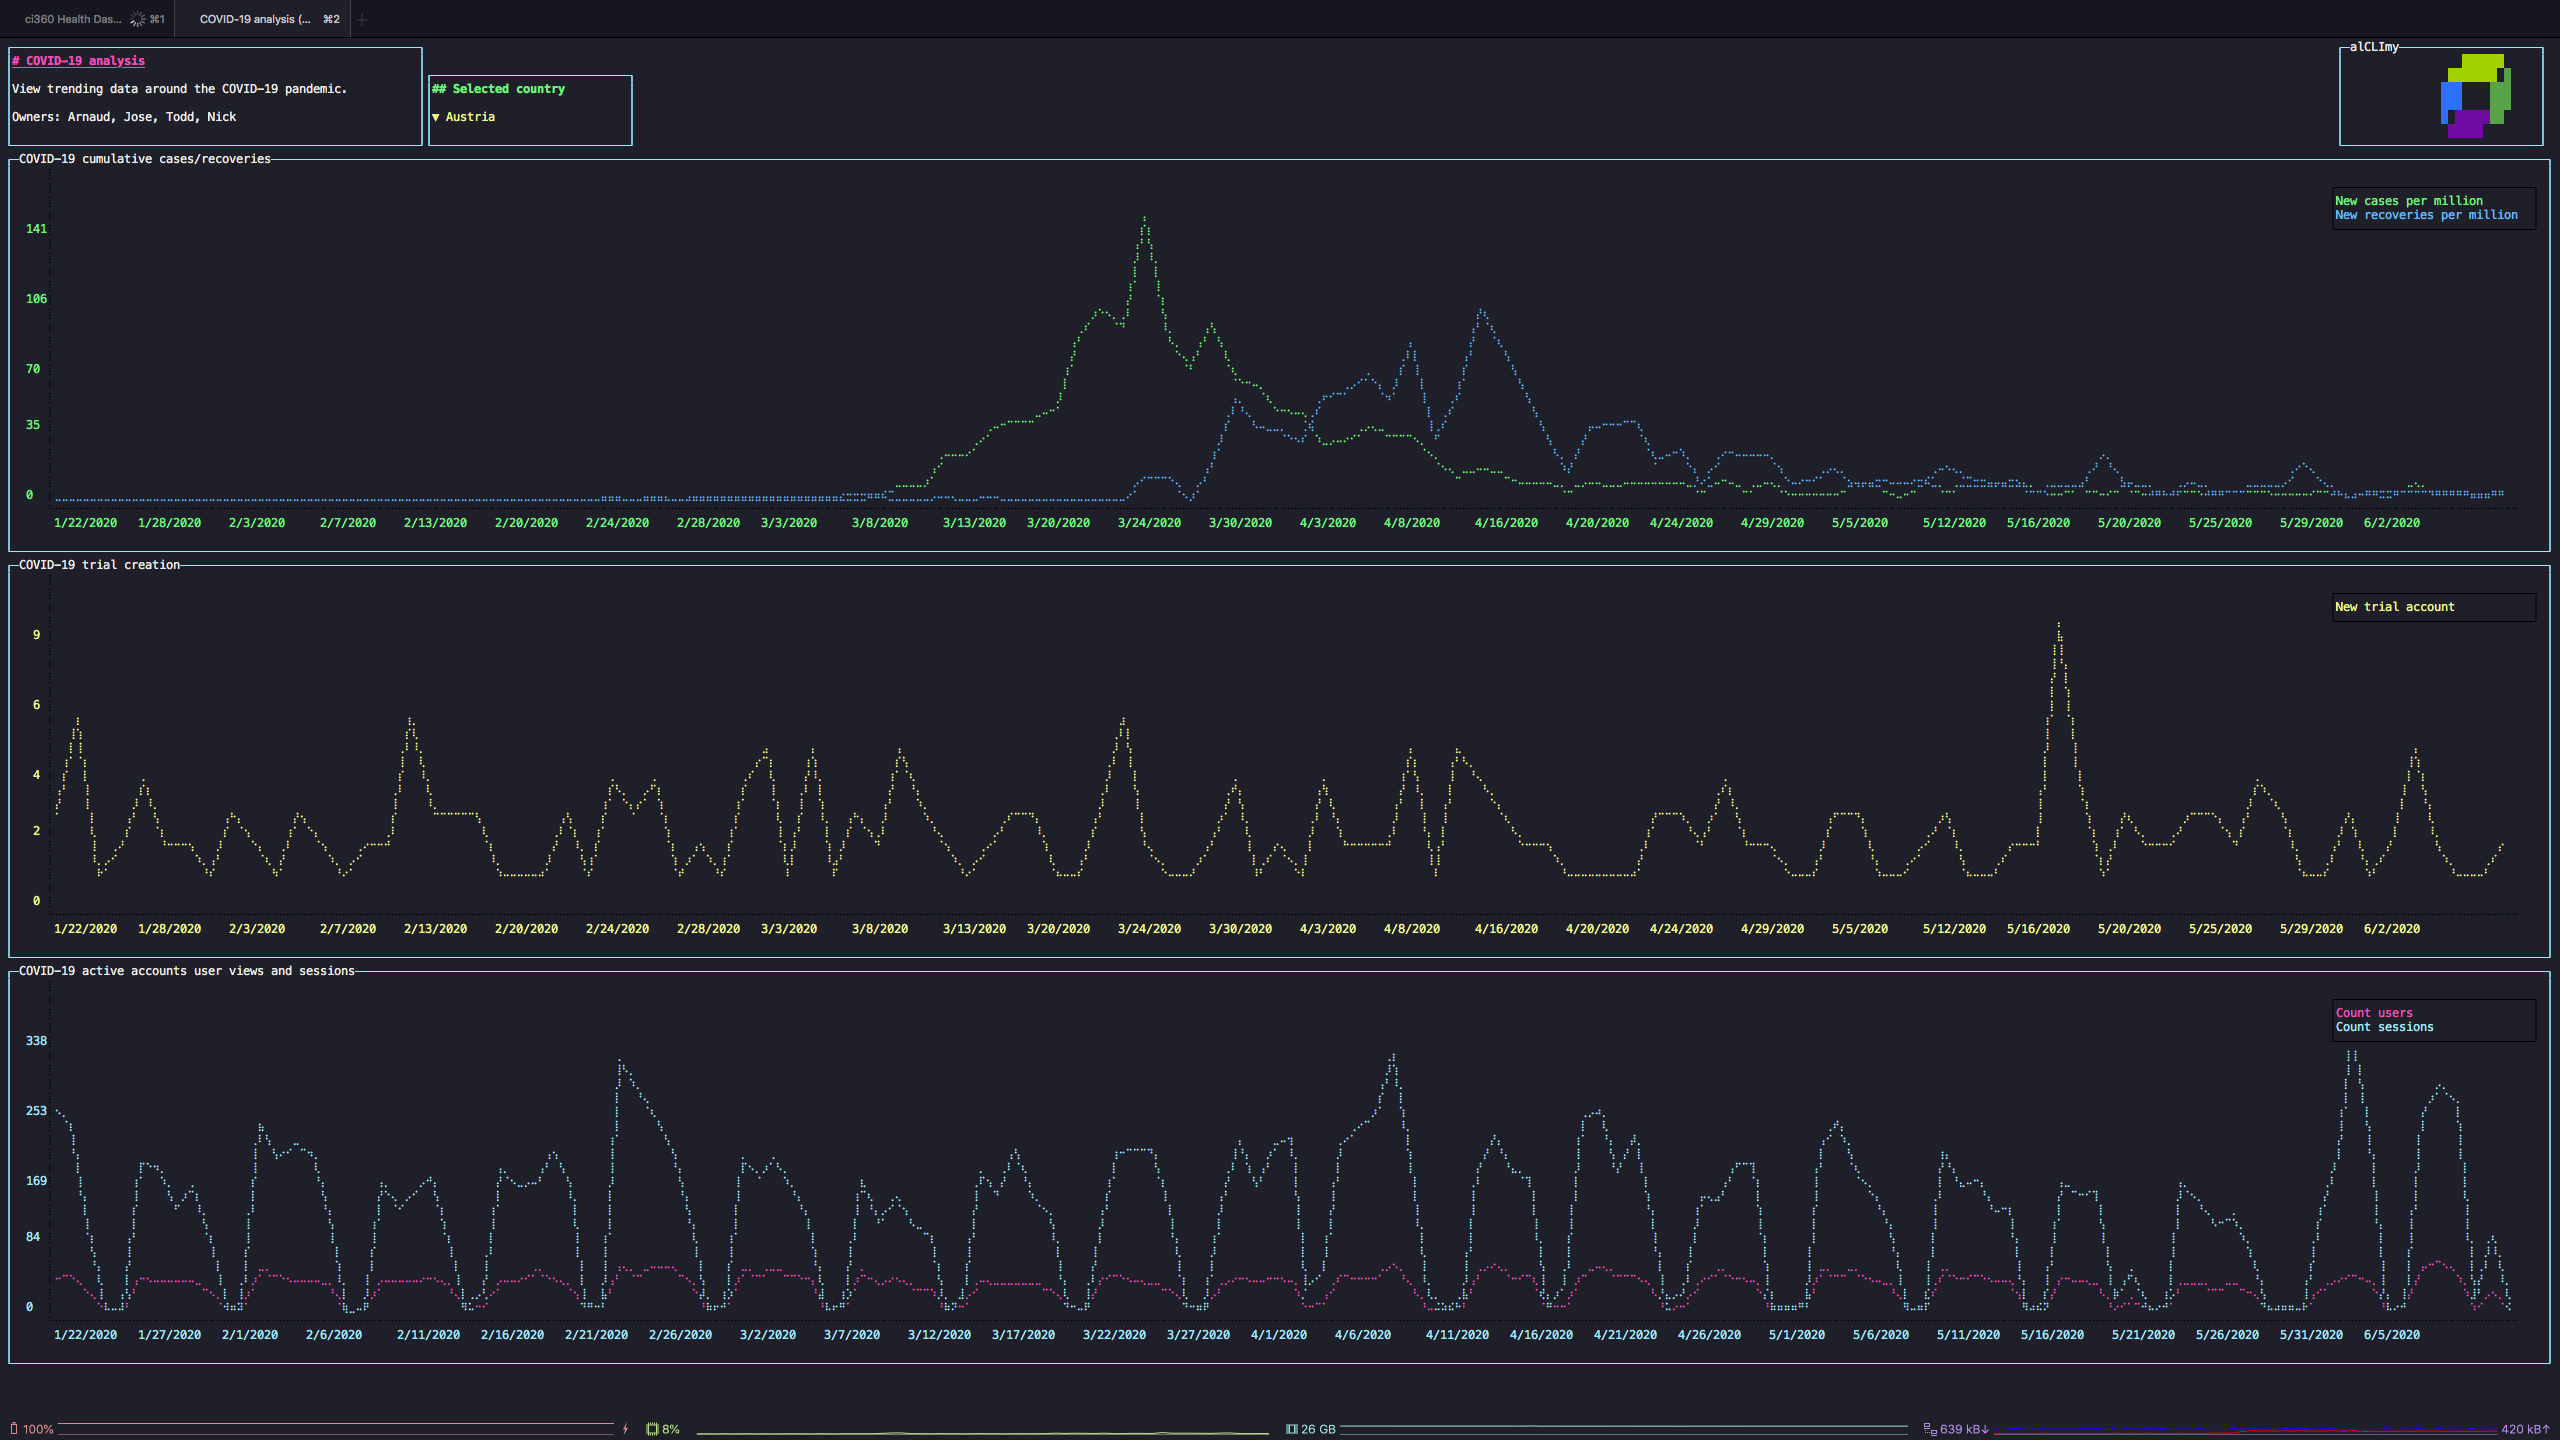 ci360 Health Das... ⌘1 COVID-19 analysis (... ⌘2 +
# COVID-19 analysis
View trending data around the COVID-19 pandemic.
Owners: Arnaud, Jose, Todd, Nick
## Selected country
▼ Austria
alCLImy
COVID-19 cumulative cases/recoveries
New cases per million
New recoveries per million
141
106
70
35
0
1/22/2020 1/28/2020 2/3/2020 2/7/2020 2/13/2020 2/20/2020 2/24/2020 2/28/2020 3/3/2020 3/8/2020 3/13/2020 3/20/2020 3/24/2020 3/30/2020 4/3/2020 4/8/2020 4/16/2020 4/20/2020 4/24/2020 4/29/2020 5/5/2020 5/12/2020 5/16/2020 5/20/2020 5/25/2020 5/29/2020 6/2/2020
COVID-19 trial creation
New trial account
9
6
4
2
0
1/22/2020 1/28/2020 2/3/2020 2/7/2020 2/13/2020 2/20/2020 2/24/2020 2/28/2020 3/3/2020 3/8/2020 3/13/2020 3/20/2020 3/24/2020 3/30/2020 4/3/2020 4/8/2020 4/16/2020 4/20/2020 4/24/2020 4/29/2020 5/5/2020 5/12/2020 5/16/2020 5/20/2020 5/25/2020 5/29/2020 6/2/2020
COVID-19 active accounts user views and sessions
Count users
Count sessions
338
253
169
84
0
1/22/2020 1/27/2020 2/1/2020 2/6/2020 2/11/2020 2/16/2020 2/21/2020 2/26/2020 3/2/2020 3/7/2020 3/12/2020 3/17/2020 3/22/2020 3/27/2020 4/1/2020 4/6/2020 4/11/2020 4/16/2020 4/21/2020 4/26/2020 5/1/2020 5/6/2020 5/11/2020 5/16/2020 5/21/2020 5/26/2020 5/31/2020 6/5/2020
100% 8% 26 GB 639 kB↓ 420 kB↑